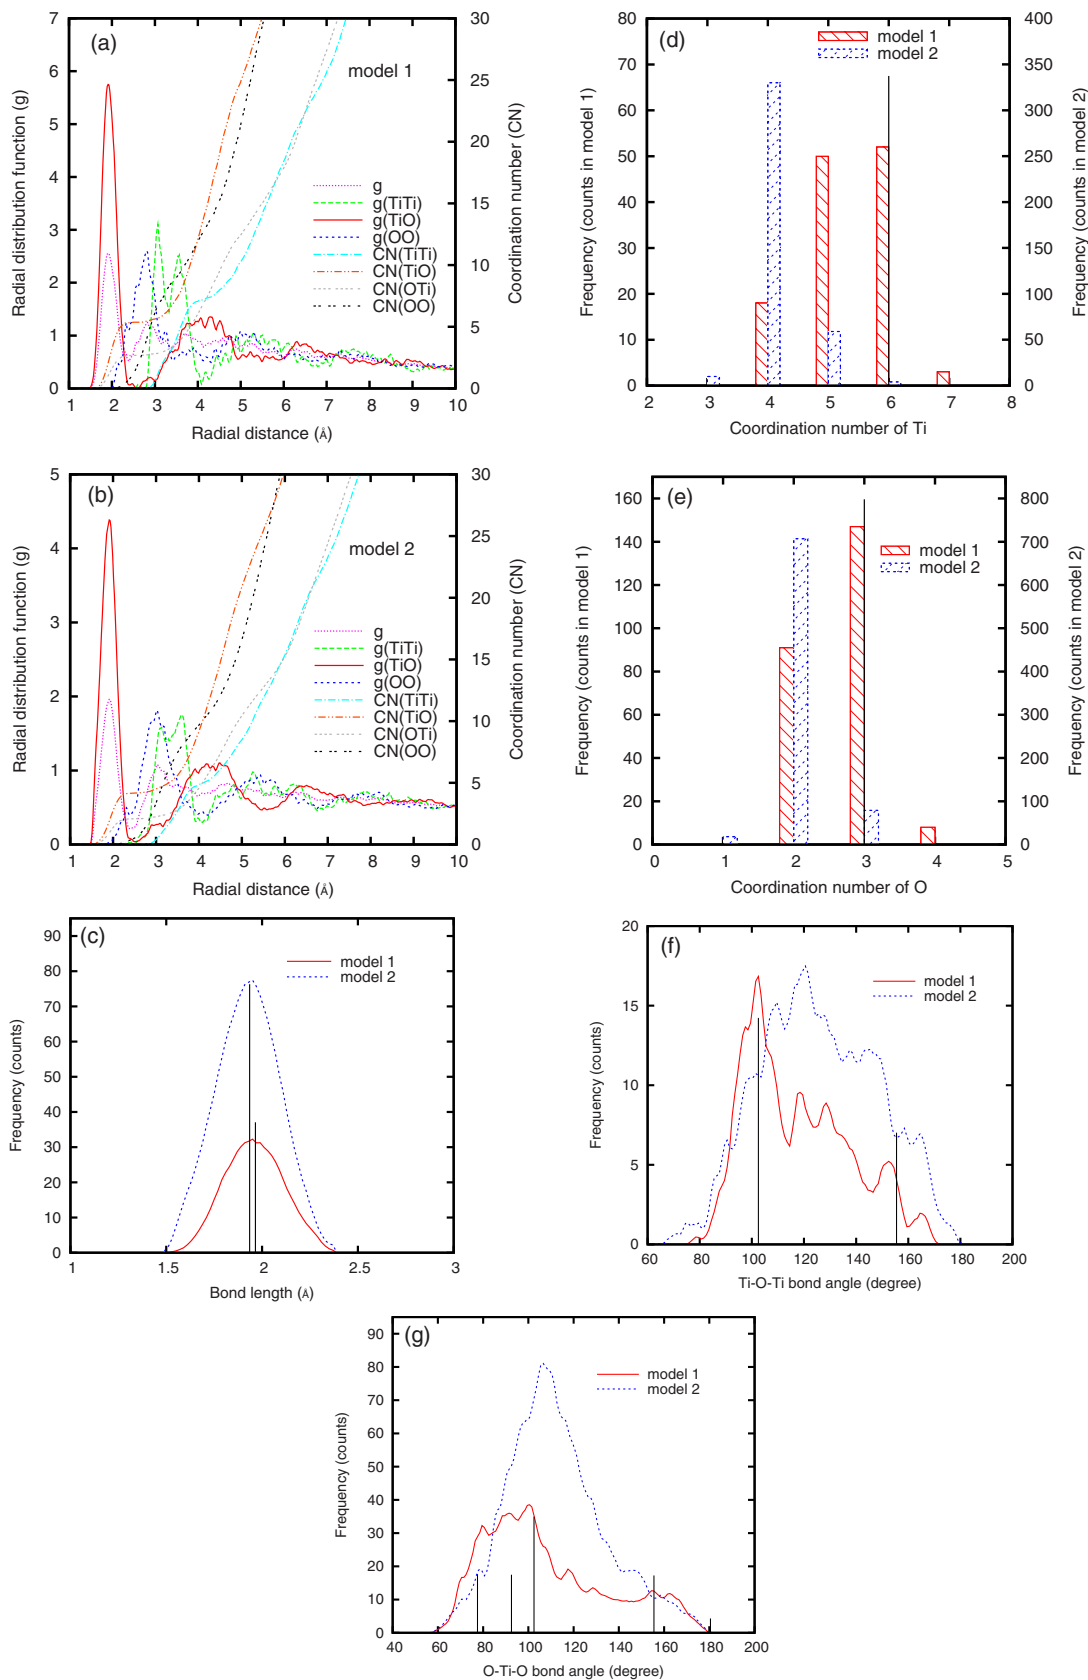 (a)
model 1
Radial distribution function (g)
Coordination number (CN)
0 1 2 3 4 5 6 7
0 5 10 15 20 25 30
g
g(TiTi)
g(TiO)
g(OO)
CN(TiTi)
CN(TiO)
CN(OTi)
CN(OO)
1 2 3 4 5 6 7 8 9 10
Radial distance (Å)
(d)
model 1
model 2
Frequency (counts in model 1)
Frequency (counts in model 2)
0 10 20 30 40 50 60 70 80
0 50 100 150 200 250 300 350 400
2 3 4 5 6 7 8
Coordination number of Ti
(b)
model 2
Radial distribution function (g)
Coordination number (CN)
0 1 2 3 4 5
0 5 10 15 20 25 30
g
g(TiTi)
g(TiO)
g(OO)
CN(TiTi)
CN(TiO)
CN(OTi)
CN(OO)
1 2 3 4 5 6 7 8 9 10
Radial distance (Å)
(e)
model 1
model 2
Frequency (counts in model 1)
Frequency (counts in model 2)
0 20 40 60 80 100 120 140 160
0 100 200 300 400 500 600 700 800
0 1 2 3 4 5
Coordination number of O
(c)
model 1
model 2
Frequency (counts)
0 10 20 30 40 50 60 70 80 90
1 1.5 2 2.5 3
Bond length (Å)
(f)
model 1
model 2
Frequency (counts)
0 5 10 15 20
60 80 100 120 140 160 180 200
Ti-O-Ti bond angle (degree)
(g)
model 1
model 2
Frequency (counts)
0 10 20 30 40 50 60 70 80 90
40 60 80 100 120 140 160 180 200
O-Ti-O bond angle (degree)